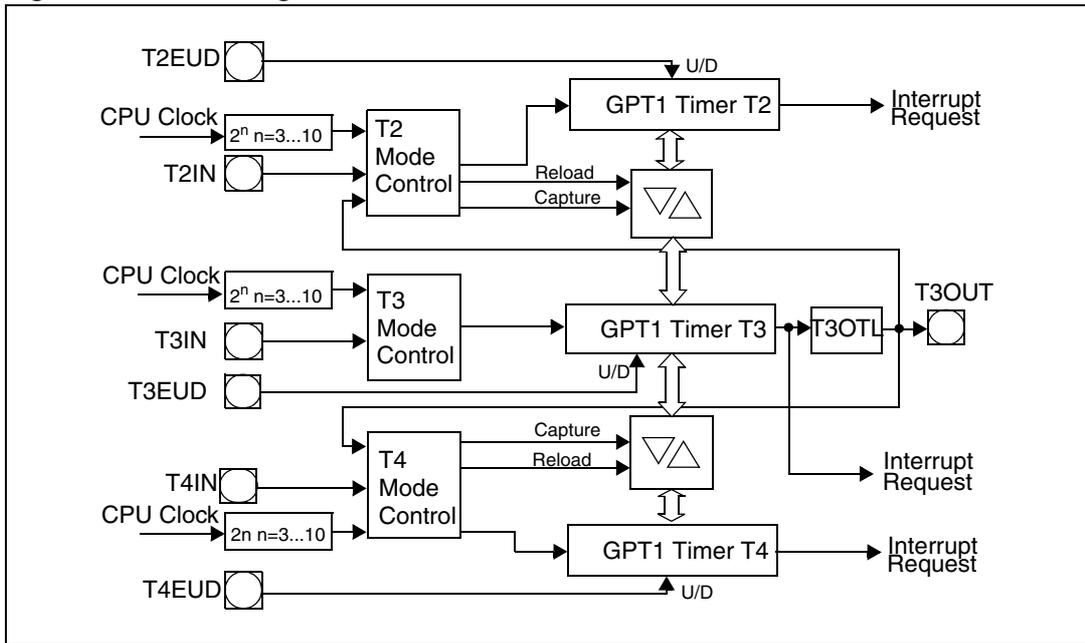 T2EUD
U/D
GPT1 Timer T2
Interrupt
Request
CPU Clock
2ⁿ n=3...10
T2
Mode
Control
T2IN
Reload
Capture
CPU Clock
2ⁿ n=3...10
T3
Mode
Control
T3IN
T3EUD
U/D
GPT1 Timer T3
T3OTL
T3OUT
Capture
Reload
T4
Mode
Control
Interrupt
Request
T4IN
CPU Clock
2n n=3...10
GPT1 Timer T4
Interrupt
Request
T4EUD
U/D